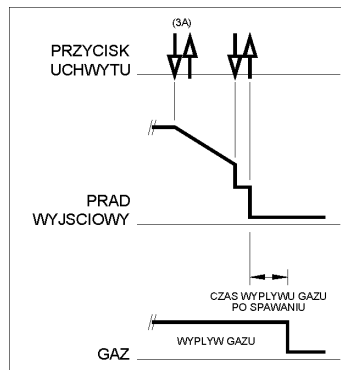 (3A)
PRZYCISK
UCHWYTU
PRAD
WYJSCIOWY
CZAS WYPLYWU GAZU
PO SPAWANIU
WYPLYW GAZU
GAZ